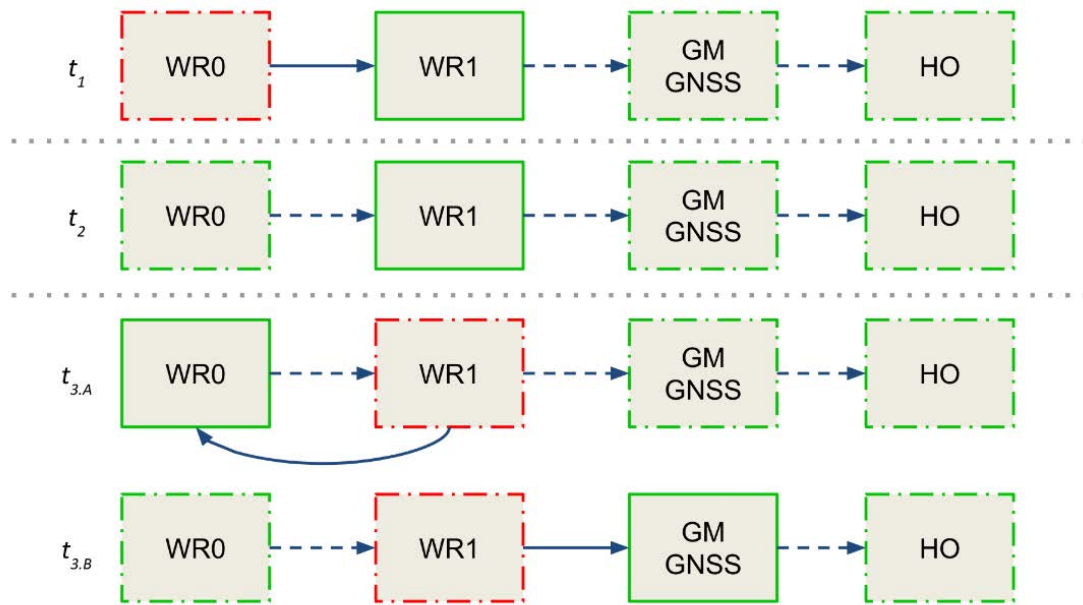 t1
WR0
WR1
GM
GNSS
HO
t2
WR0
WR1
GM
GNSS
HO
t3.A
WR0
WR1
GM
GNSS
HO
t3.B
WR0
WR1
GM
GNSS
HO